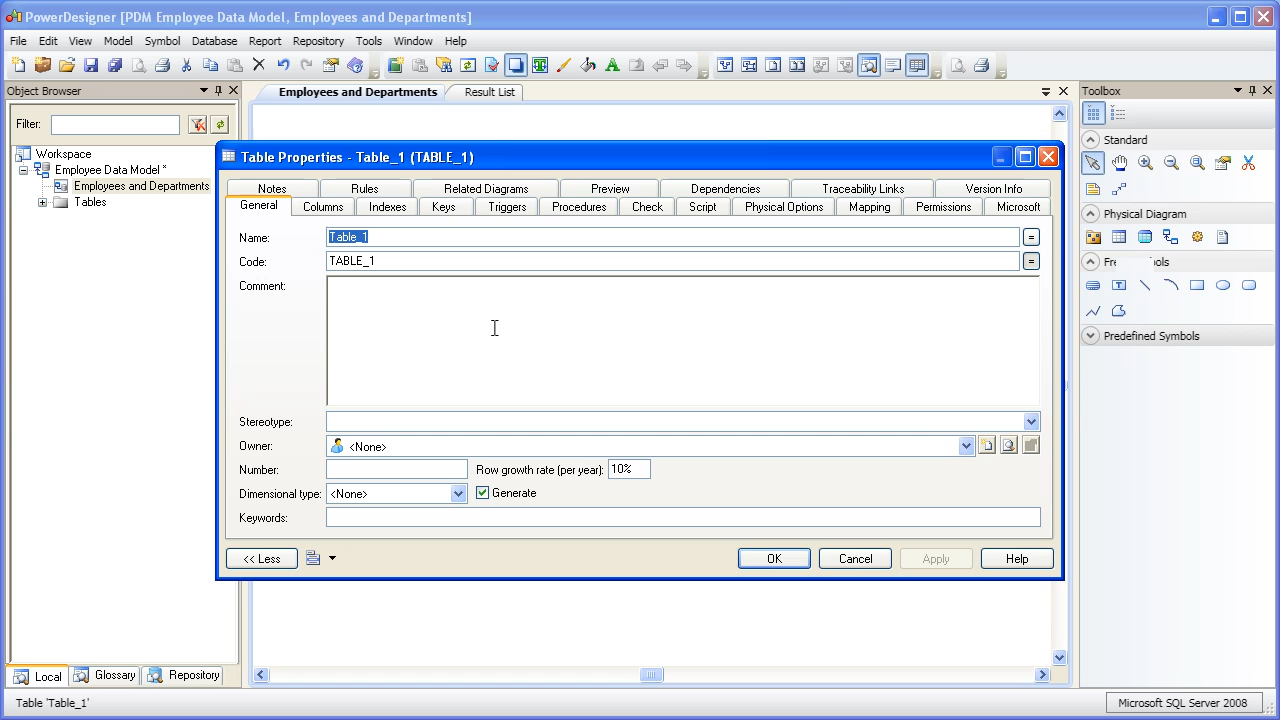 PowerDesigner [PDM Employee Data Model, Employees and Departments]
File Edit View Model Symbol Database Report Repository Tools Window Help
Object Browser
Employees and Departments Result List
Toolbox
Filter:
Standard
Workspace
Employee Data Model *
Employees and Departments
Tables
Table Properties - Table_1 (TABLE_1)
Notes Rules Related Diagrams Preview Dependencies Traceability Links Version Info
General Columns Indexes Keys Triggers Procedures Check Script Physical Options Mapping Permissions Microsoft
Name: Table_1 =
Code: TABLE_1 =
Comment:
Stereotype:
Owner: <None>
Number: Row growth rate (per year): 10%
Dimensional type: <None> Generate
Keywords:
<< Less OK Cancel Apply Help
Physical Diagram
Predefined Symbols
Local Glossary Repository
Table 'Table_1' Microsoft SQL Server 2008